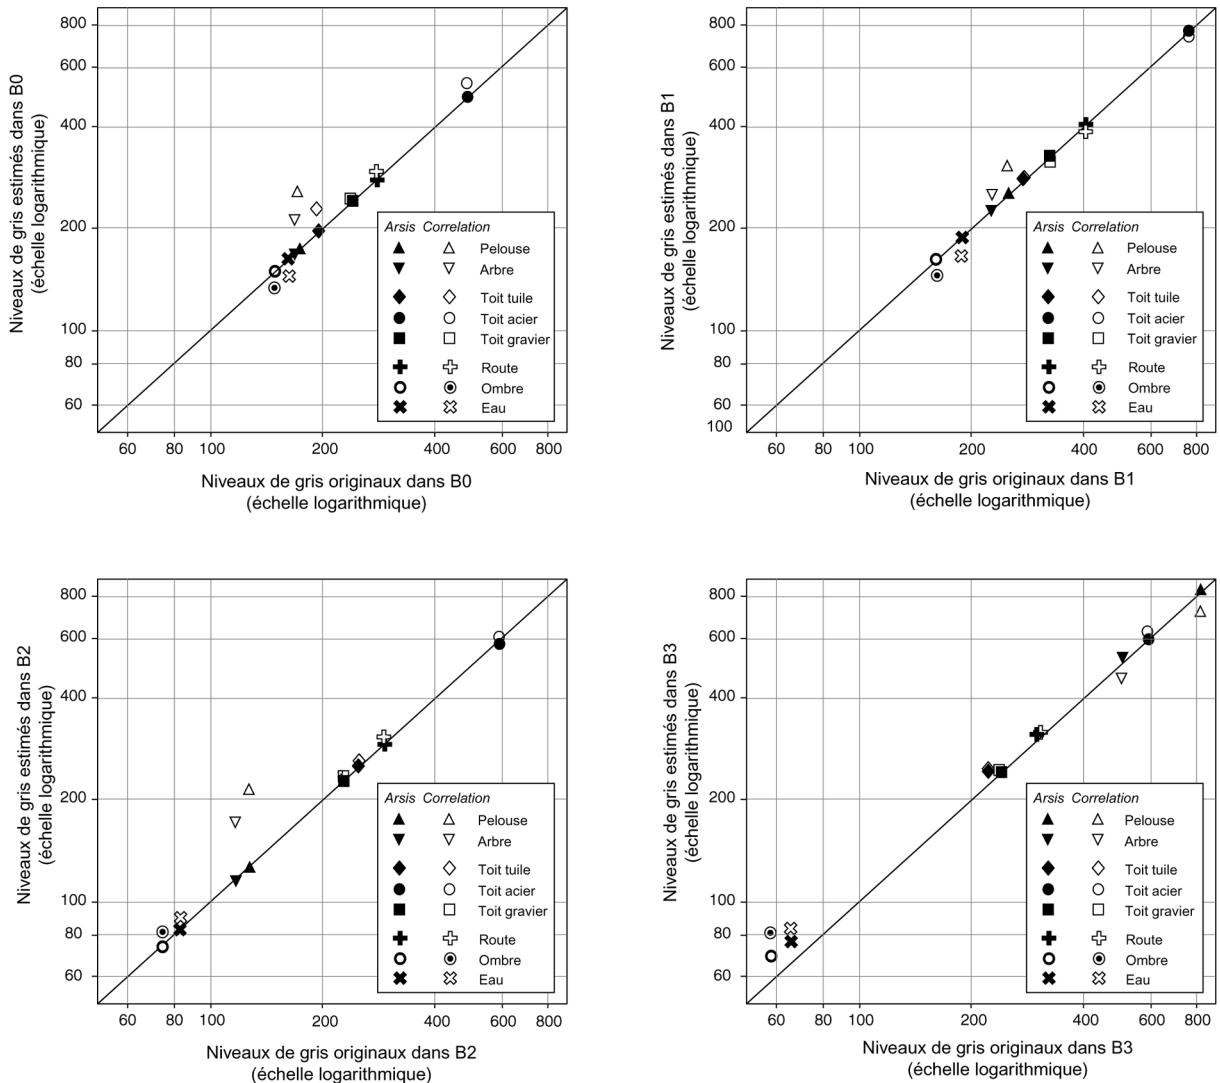 800
600
400
200
100
80
60
60 80 100 200 400 600 800
Niveaux de gris estimés dans B0
(échelle logarithmique)
Niveaux de gris originaux dans B0
(échelle logarithmique)
Arsis Correlation
Pelouse
Arbre
Toit tuile
Toit acier
Toit gravier
Route
Ombre
Eau
800
600
400
200
100
80
60
100
60 80 100 200 400 600 800
Niveaux de gris estimés dans B1
(échelle logarithmique)
Niveaux de gris originaux dans B1
(échelle logarithmique)
Arsis Correlation
Pelouse
Arbre
Toit tuile
Toit acier
Toit gravier
Route
Ombre
Eau
800
600
400
200
100
80
60
60 80 100 200 400 600 800
Niveaux de gris estimés dans B2
(échelle logarithmique)
Niveaux de gris originaux dans B2
(échelle logarithmique)
Arsis Correlation
Pelouse
Arbre
Toit tuile
Toit acier
Toit gravier
Route
Ombre
Eau
800
600
400
200
100
80
60
60 80 100 200 400 600 800
Niveaux de gris estimés dans B3
(échelle logarithmique)
Niveaux de gris originaux dans B3
(échelle logarithmique)
Arsis Correlation
Pelouse
Arbre
Toit tuile
Toit acier
Toit gravier
Route
Ombre
Eau